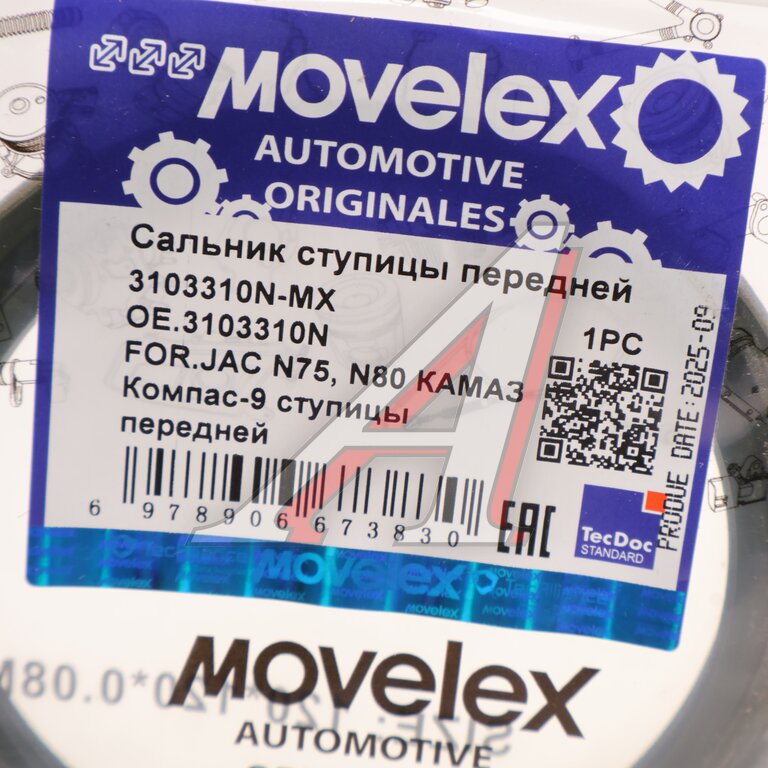 MOVeLEX
AUTOMOTIVE
ORIGINALES
Сальник ступицы передней
3103310N-MX
OE.3103310N
FOR.JAC N75, N80 КАМАЗ
Компас-9 ступицы
передней
1PC
PRODUE DATE:2025-09
6 978906 673830
EAC
TecDoc
STANDARD
MOVeLEX
MOVeLEX
AUTOMOTIVE